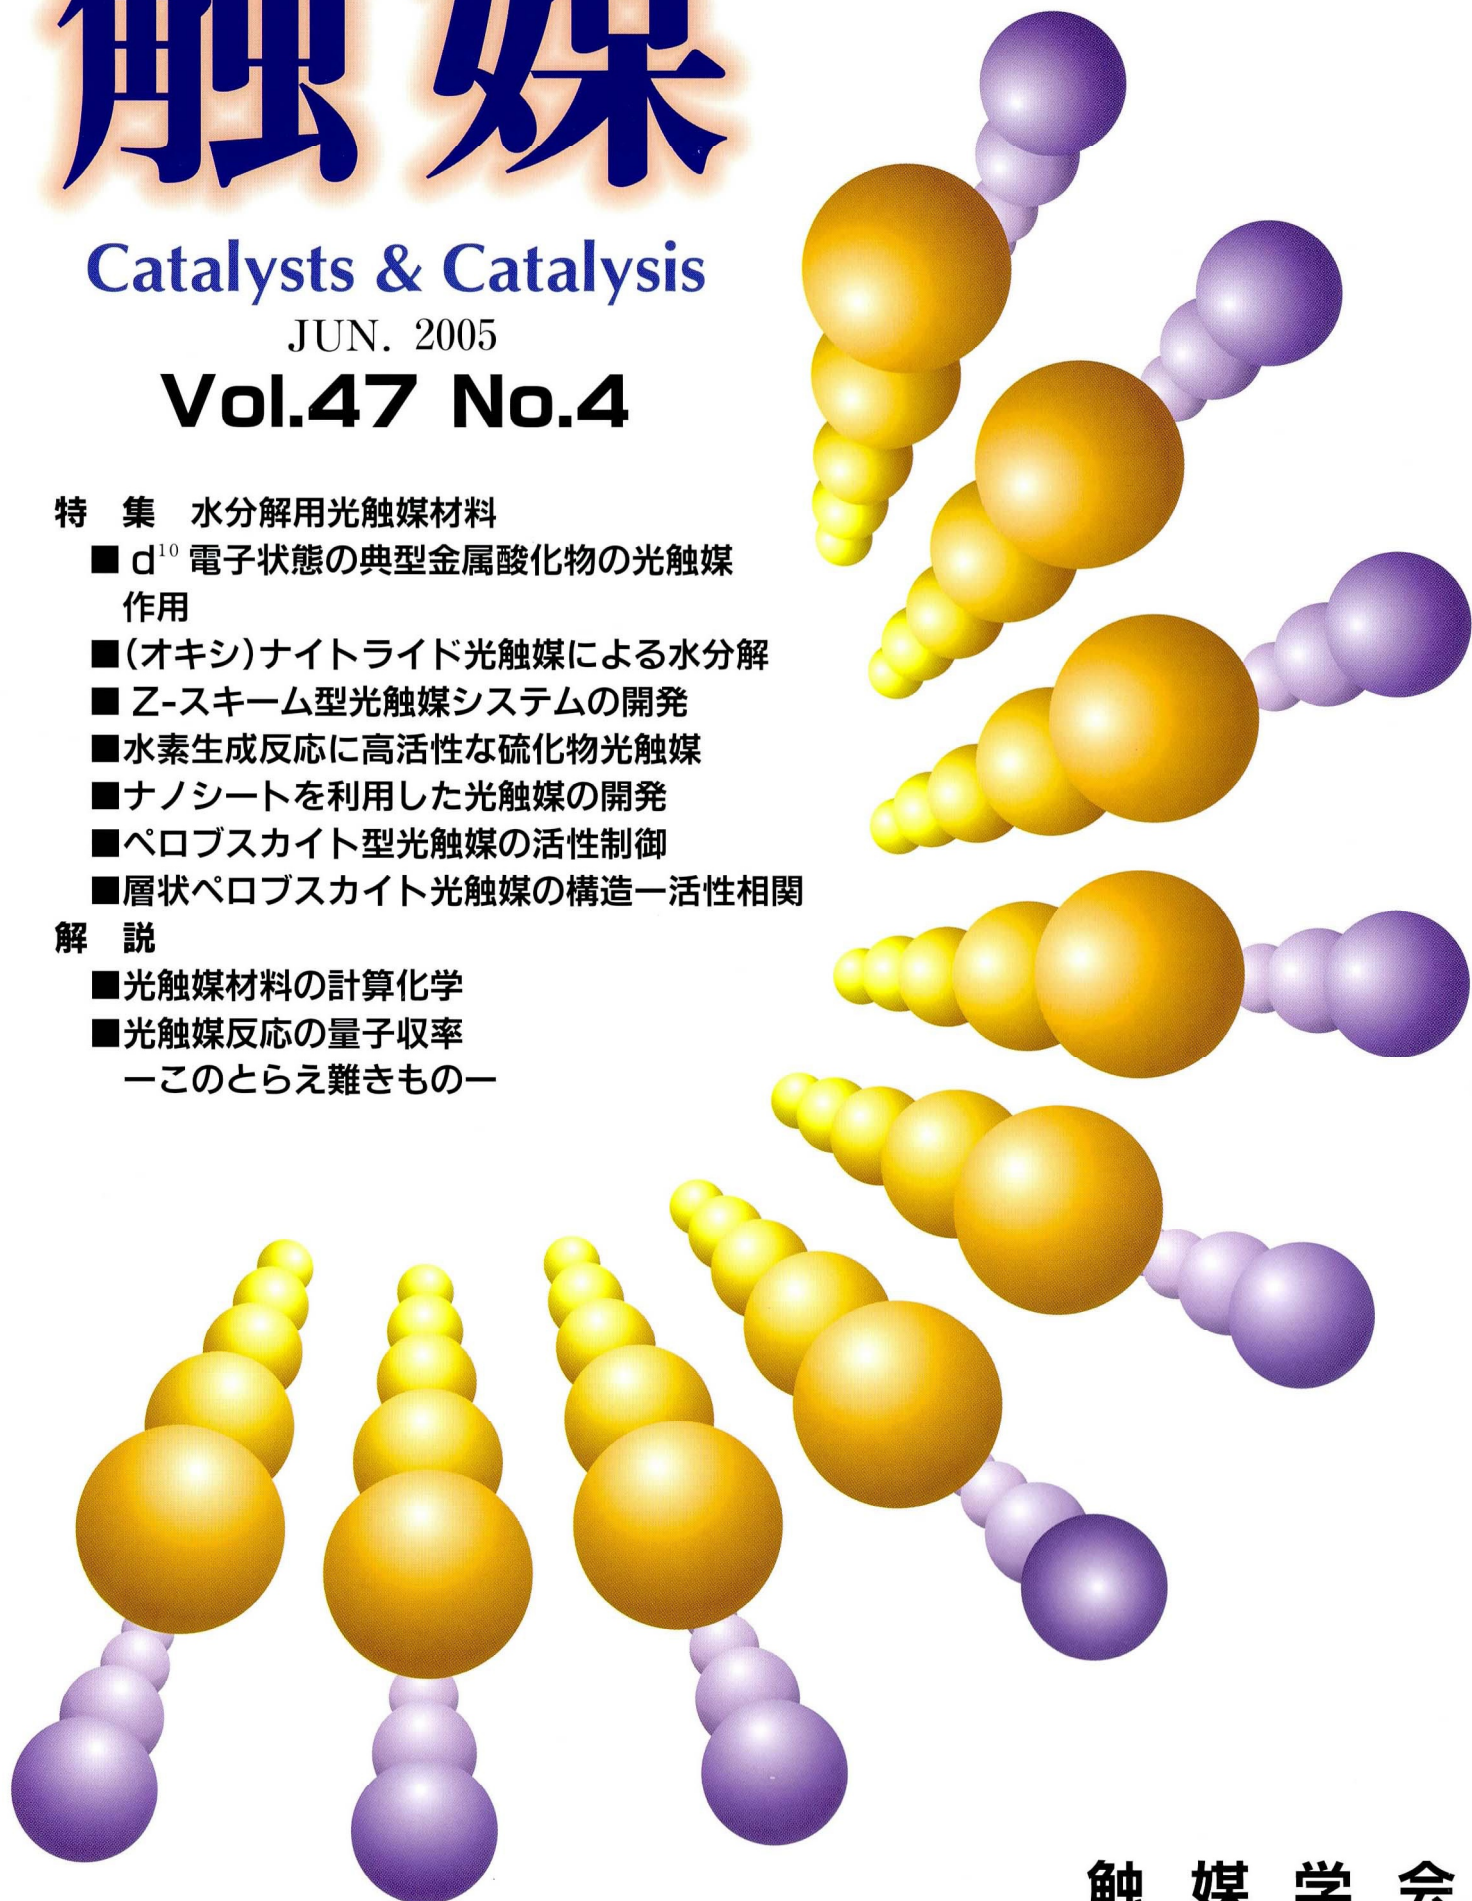 触媒
Catalysts & Catalysis
JUN. 2005
Vol.47 No.4
特 集 水分解用光触媒材料
■ d¹⁰ 電子状態の典型金属酸化物の光触媒
作用
■(オキシ)ナイトライド光触媒による水分解
■ Z-スキーム型光触媒システムの開発
■水素生成反応に高活性な硫化物光触媒
■ナノシートを利用した光触媒の開発
■ペロブスカイト型光触媒の活性制御
■層状ペロブスカイト光触媒の構造ー活性相関
解 説
■光触媒材料の計算化学
■光触媒反応の量子収率
ーこのとらえ難きものー
触 媒 学 会